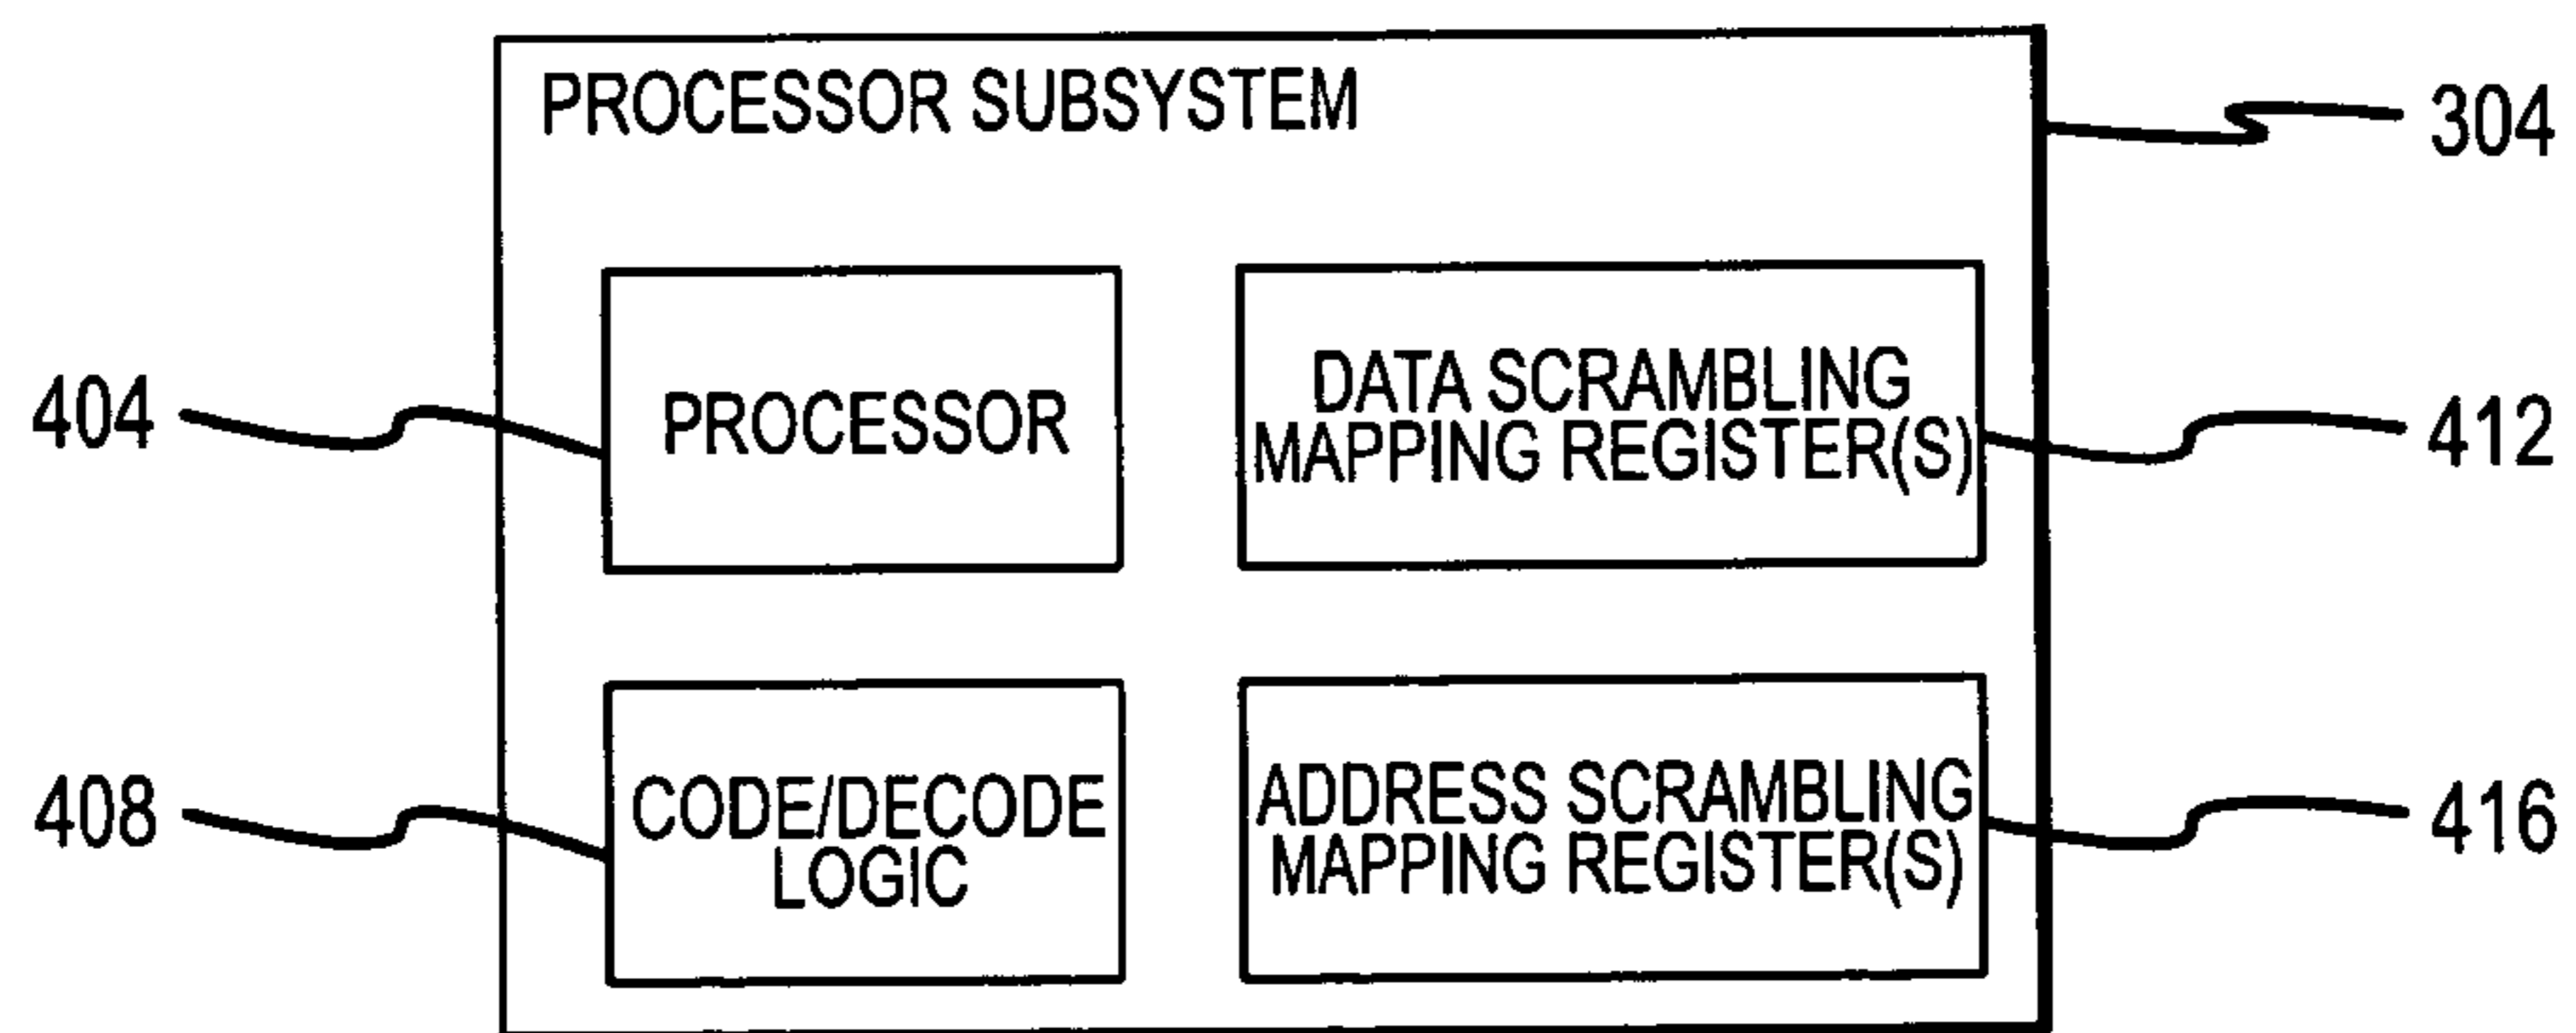 PROCESSOR SUBSYSTEM
304
404
PROCESSOR
DATA SCRAMBLING
MAPPING REGISTER(S)
412
408
CODE/DECODE
LOGIC
ADDRESS SCRAMBLING
MAPPING REGISTER(S)
416